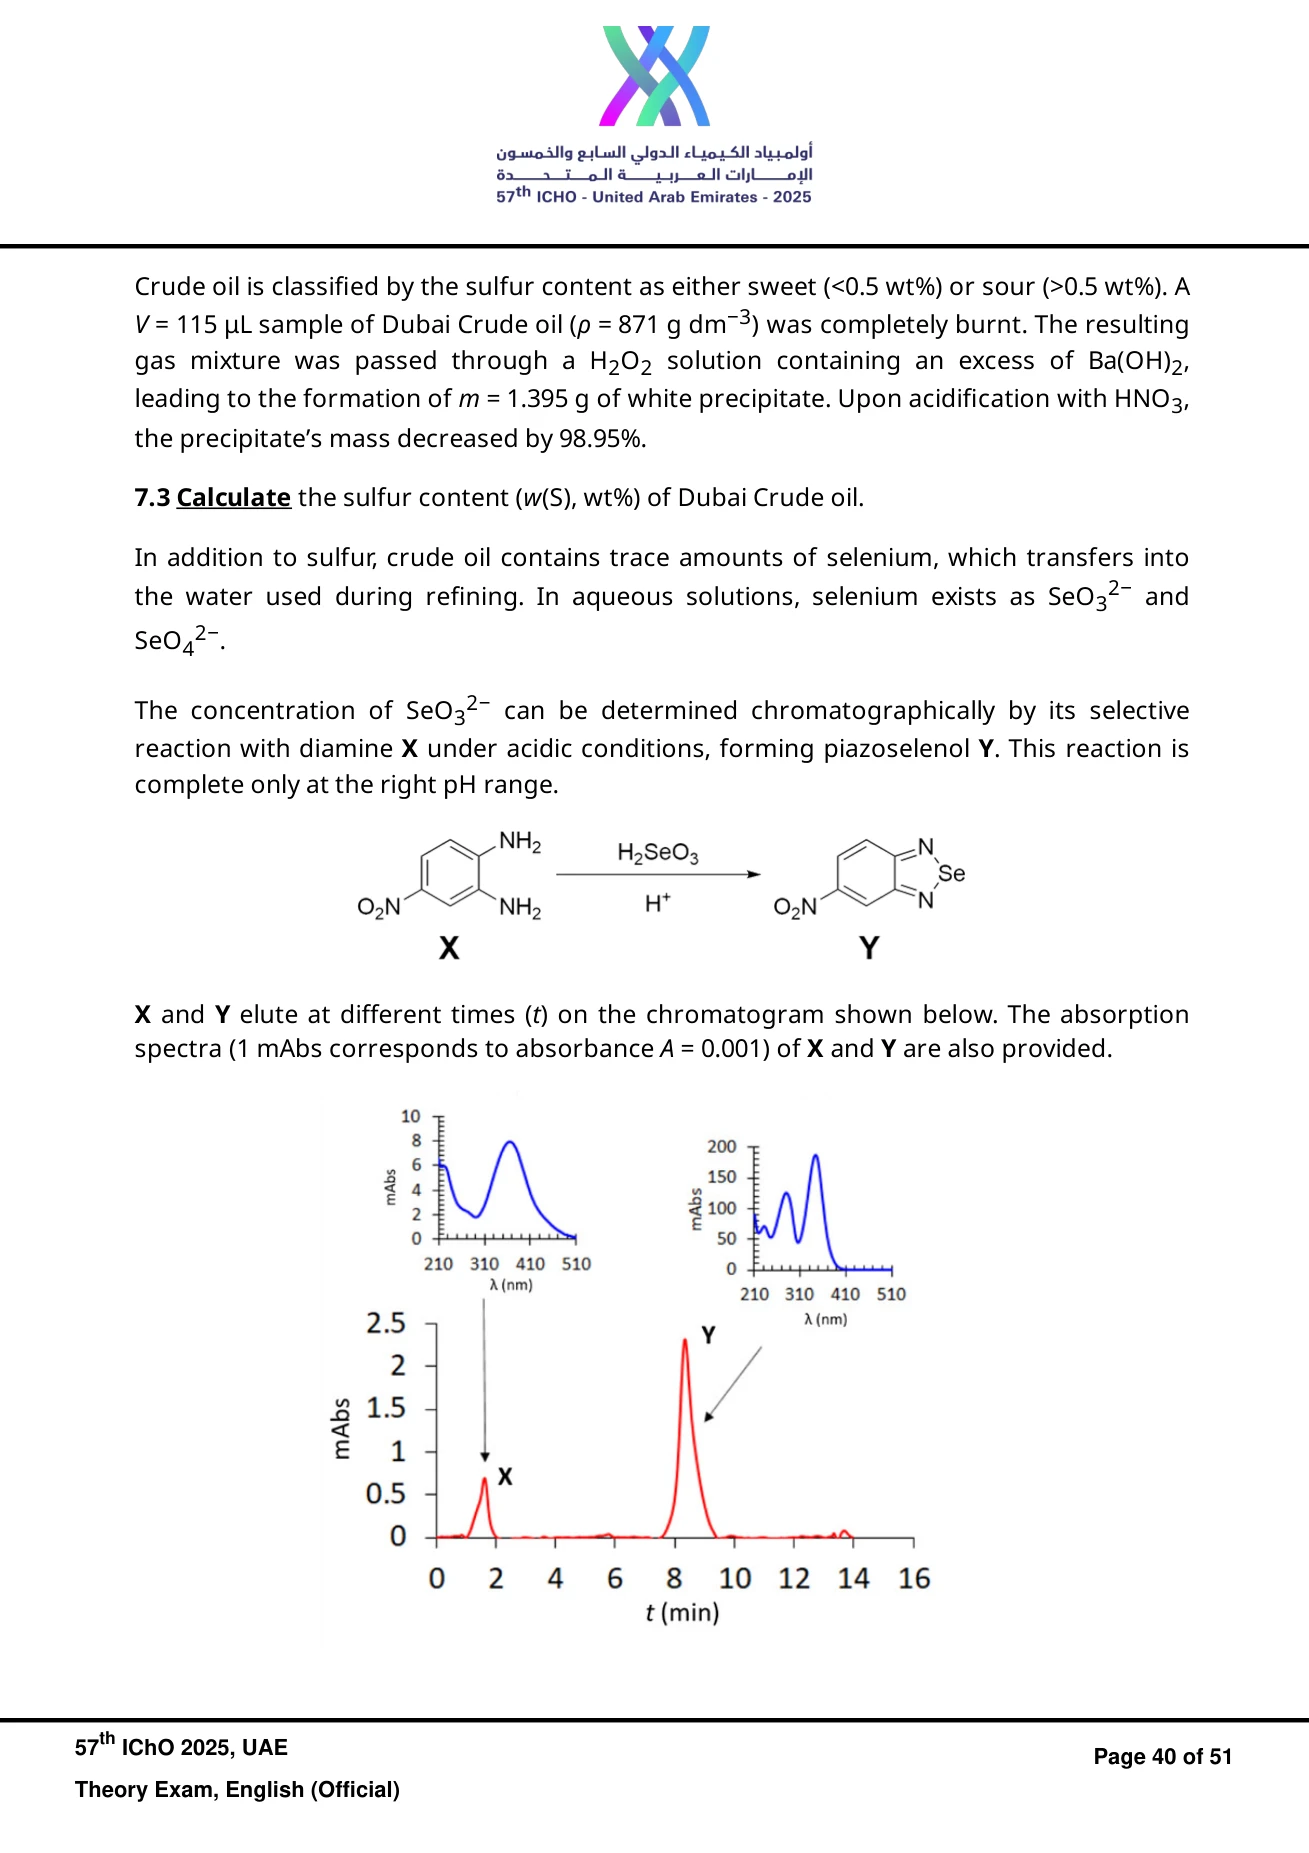 أولمبياد الكيمياء الدولي السابع والخمسون
الإمارات العربية المتحدة
57th ICHO - United Arab Emirates - 2025
Crude oil is classified by the sulfur content as either sweet (<0.5 wt%) or sour (>0.5 wt%). A
V = 115 µL sample of Dubai Crude oil (ρ = 871 g dm−3) was completely burnt. The resulting
gas mixture was passed through a H2O2 solution containing an excess of Ba(OH)2,
leading to the formation of m = 1.395 g of white precipitate. Upon acidification with HNO3,
the precipitate’s mass decreased by 98.95%.
7.3 Calculate the sulfur content (w(S), wt%) of Dubai Crude oil.
In addition to sulfur, crude oil contains trace amounts of selenium, which transfers into
the water used during refining. In aqueous solutions, selenium exists as SeO32− and
SeO42−.
The concentration of SeO32− can be determined chromatographically by its selective
reaction with diamine X under acidic conditions, forming piazoselenol Y. This reaction is
complete only at the right pH range.
NH2
O2N
NH2
X
H2SeO3
H+
N
Se
N
O2N
Y
X and Y elute at different times (t) on the chromatogram shown below. The absorption
spectra (1 mAbs corresponds to absorbance A = 0.001) of X and Y are also provided.
10
8
6
4
2
0
mAbs
210 310 410 510
λ (nm)
200
150
100
50
0
mAbs
210 310 410 510
λ (nm)
2.5
2
1.5
1
0.5
0
mAbs
X
Y
0 2 4 6 8 10 12 14 16
t (min)
57th IChO 2025, UAE
Theory Exam, English (Official)
Page 40 of 51